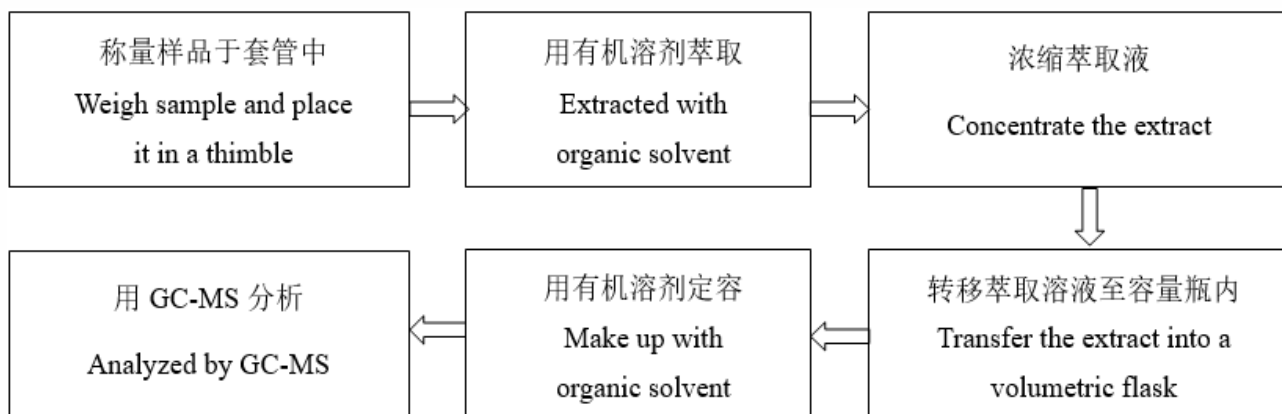 称量样品于套管中
Weigh sample and place
it in a thimble
用有机溶剂萃取
Extracted with
organic solvent
浓缩萃取液
Concentrate the extract
转移萃取溶液至容量瓶内
Transfer the extract into a
volumetric flask
用有机溶剂定容
Make up with
organic solvent
用 GC-MS 分析
Analyzed by GC-MS